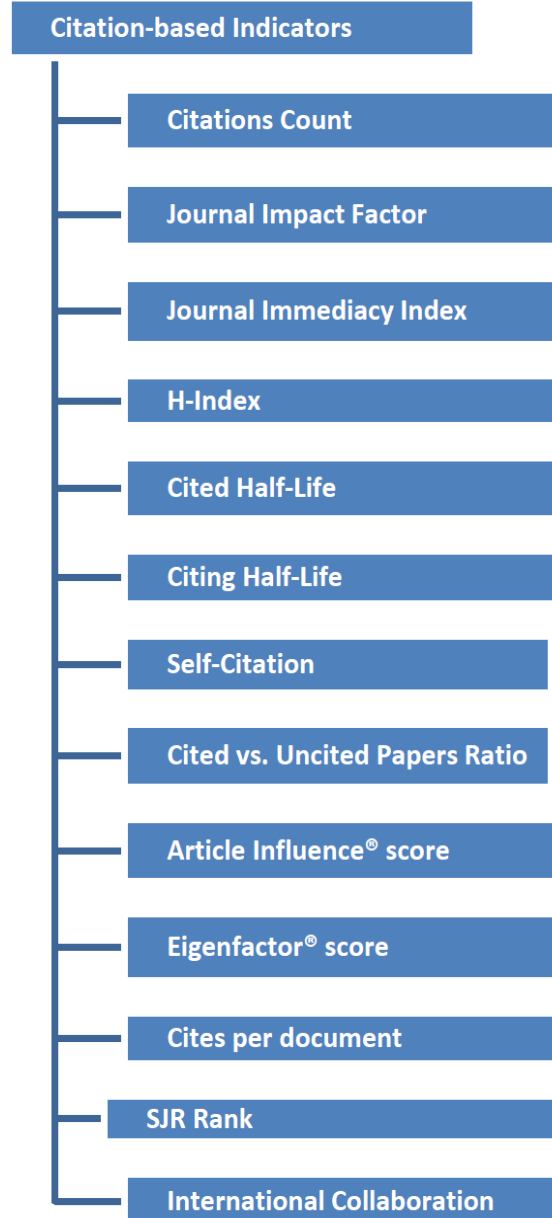 Citation-based Indicators
Citations Count
Journal Impact Factor
Journal Immediacy Index
H-Index
Cited Half-Life
Citing Half-Life
Self-Citation
Cited vs. Uncited Papers Ratio
Article Influence® score
Eigenfactor® score
Cites per document
SJR Rank
International Collaboration